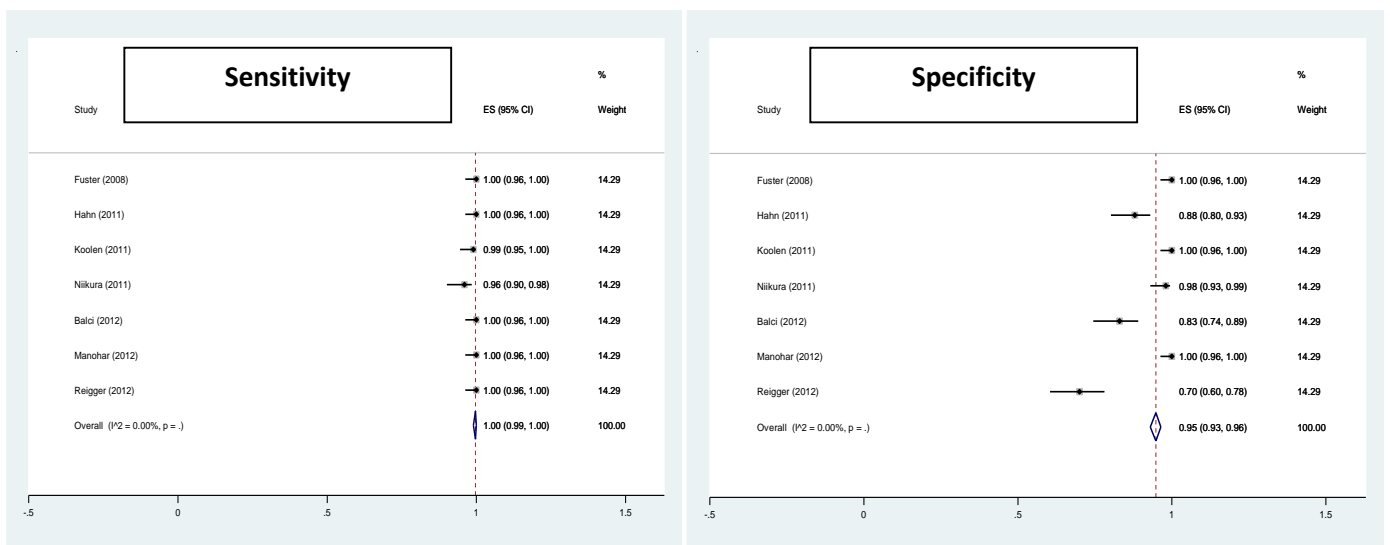 Sensitivity
%
Study ES (95% CI) Weight
Fuster (2008) 1.00 (0.96, 1.00) 14.29
Hahn (2011) 1.00 (0.96, 1.00) 14.29
Koolen (2011) 0.99 (0.95, 1.00) 14.29
Niikura (2011) 0.96 (0.90, 0.98) 14.29
Balci (2012) 1.00 (0.96, 1.00) 14.29
Manohar (2012) 1.00 (0.96, 1.00) 14.29
Reigger (2012) 1.00 (0.96, 1.00) 14.29
Overall (I^2 = 0.00%, p = .) 1.00 (0.99, 1.00) 100.00
-.5 0 .5 1 1.5
Specificity
%
Study ES (95% CI) Weight
Fuster (2008) 1.00 (0.96, 1.00) 14.29
Hahn (2011) 0.88 (0.80, 0.93) 14.29
Koolen (2011) 1.00 (0.96, 1.00) 14.29
Niikura (2011) 0.98 (0.93, 0.99) 14.29
Balci (2012) 0.83 (0.74, 0.89) 14.29
Manohar (2012) 1.00 (0.96, 1.00) 14.29
Reigger (2012) 0.70 (0.60, 0.78) 14.29
Overall (I^2 = 0.00%, p = .) 0.95 (0.93, 0.96) 100.00
-.5 0 .5 1 1.5